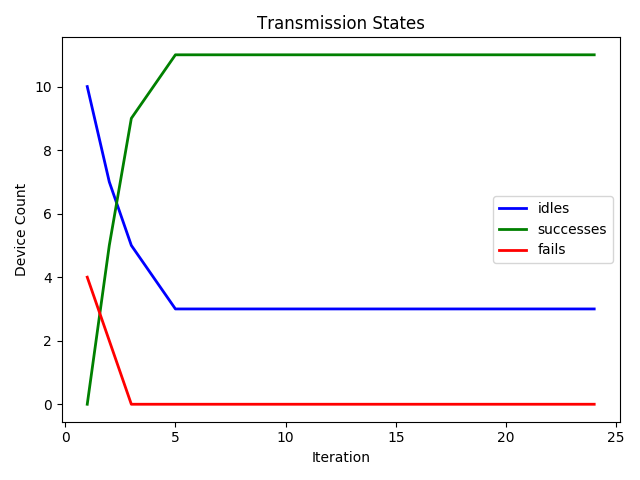 Transmission States
Device Count
10
8
6
4
2
0
idles
successes
fails
0 5 10 15 20 25
Iteration